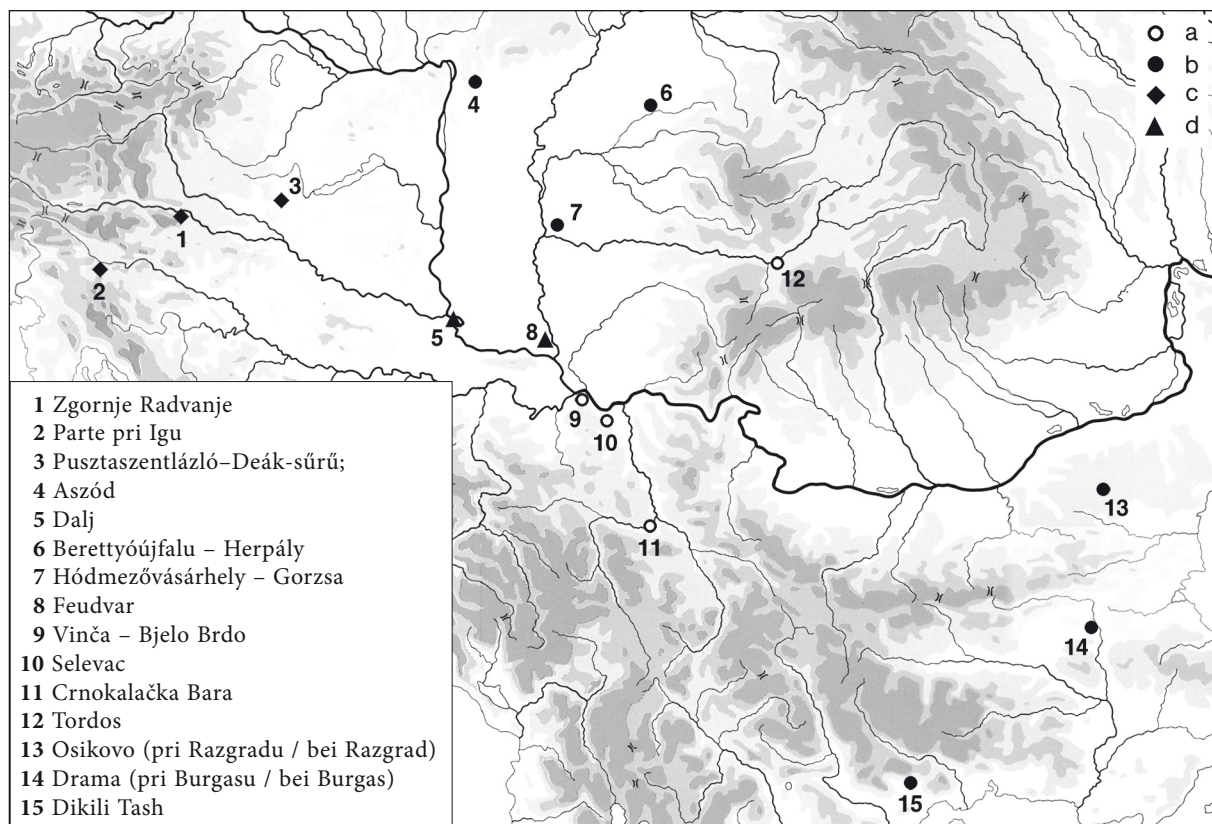 a
b
c
d
4
6
3
7
1
2
12
5
8
9
10
13
11
14
15
1 Zgornje Radvanje
2 Parte pri Igu
3 Pusztaszentlázló–Deák-sűrű;
4 Aszód
5 Dalj
6 Berettyóújfalu – Herpály
7 Hódmezővásárhely – Gorzsa
8 Feudvar
9 Vinča – Bjelo Brdo
10 Selevac
11 Crnokalačka Bara
12 Tordos
13 Osikovo (pri Razgradu / bei Razgrad)
14 Drama (pri Burgasu / bei Burgas)
15 Dikili Tash